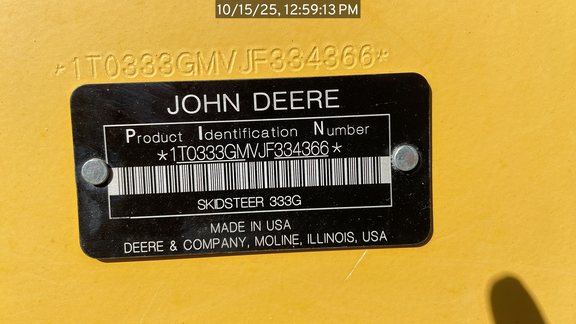 10/15/25, 12:59:13 PM
*1T0333GMVJF334366*
JOHN DEERE
Product Identification Number
*1T0333GMVJF334366*
SKIDSTEER 333G
MADE IN USA
DEERE & COMPANY, MOLINE, ILLINOIS, USA